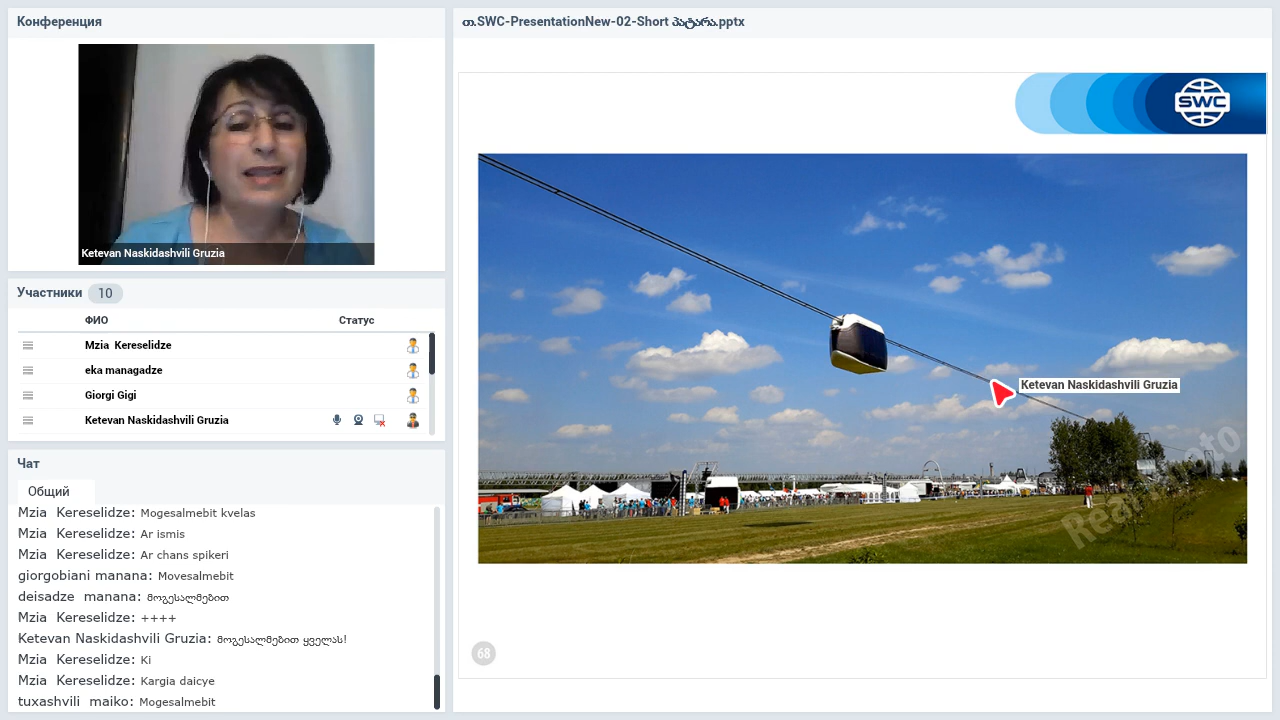 Конференция
Ketevan Naskidashvili Gruzia
Участники 10
ФИО Статус
Mzia Kereselidze
eka managadze
Giorgi Gigi
Ketevan Naskidashvili Gruzia
Чат
Общий
Mzia Kereselidze: Mogesalmebit kvelas
Mzia Kereselidze: Ar ismis
Mzia Kereselidze: Ar chans spikeri
giorgobiani manana: Movesalmebit
deisadze manana: მოგესალმებით
Mzia Kereselidze: ++++
Ketevan Naskidashvili Gruzia: მოგესალმებით ყველას!
Mzia Kereselidze: Ki
Mzia Kereselidze: Kargia daicye
tuxashvili maiko: Mogesalmebit
თ.SWC-PresentationNew-02-Short პატარა.pptx
SWC
Ketevan Naskidashvili Gruzia
68